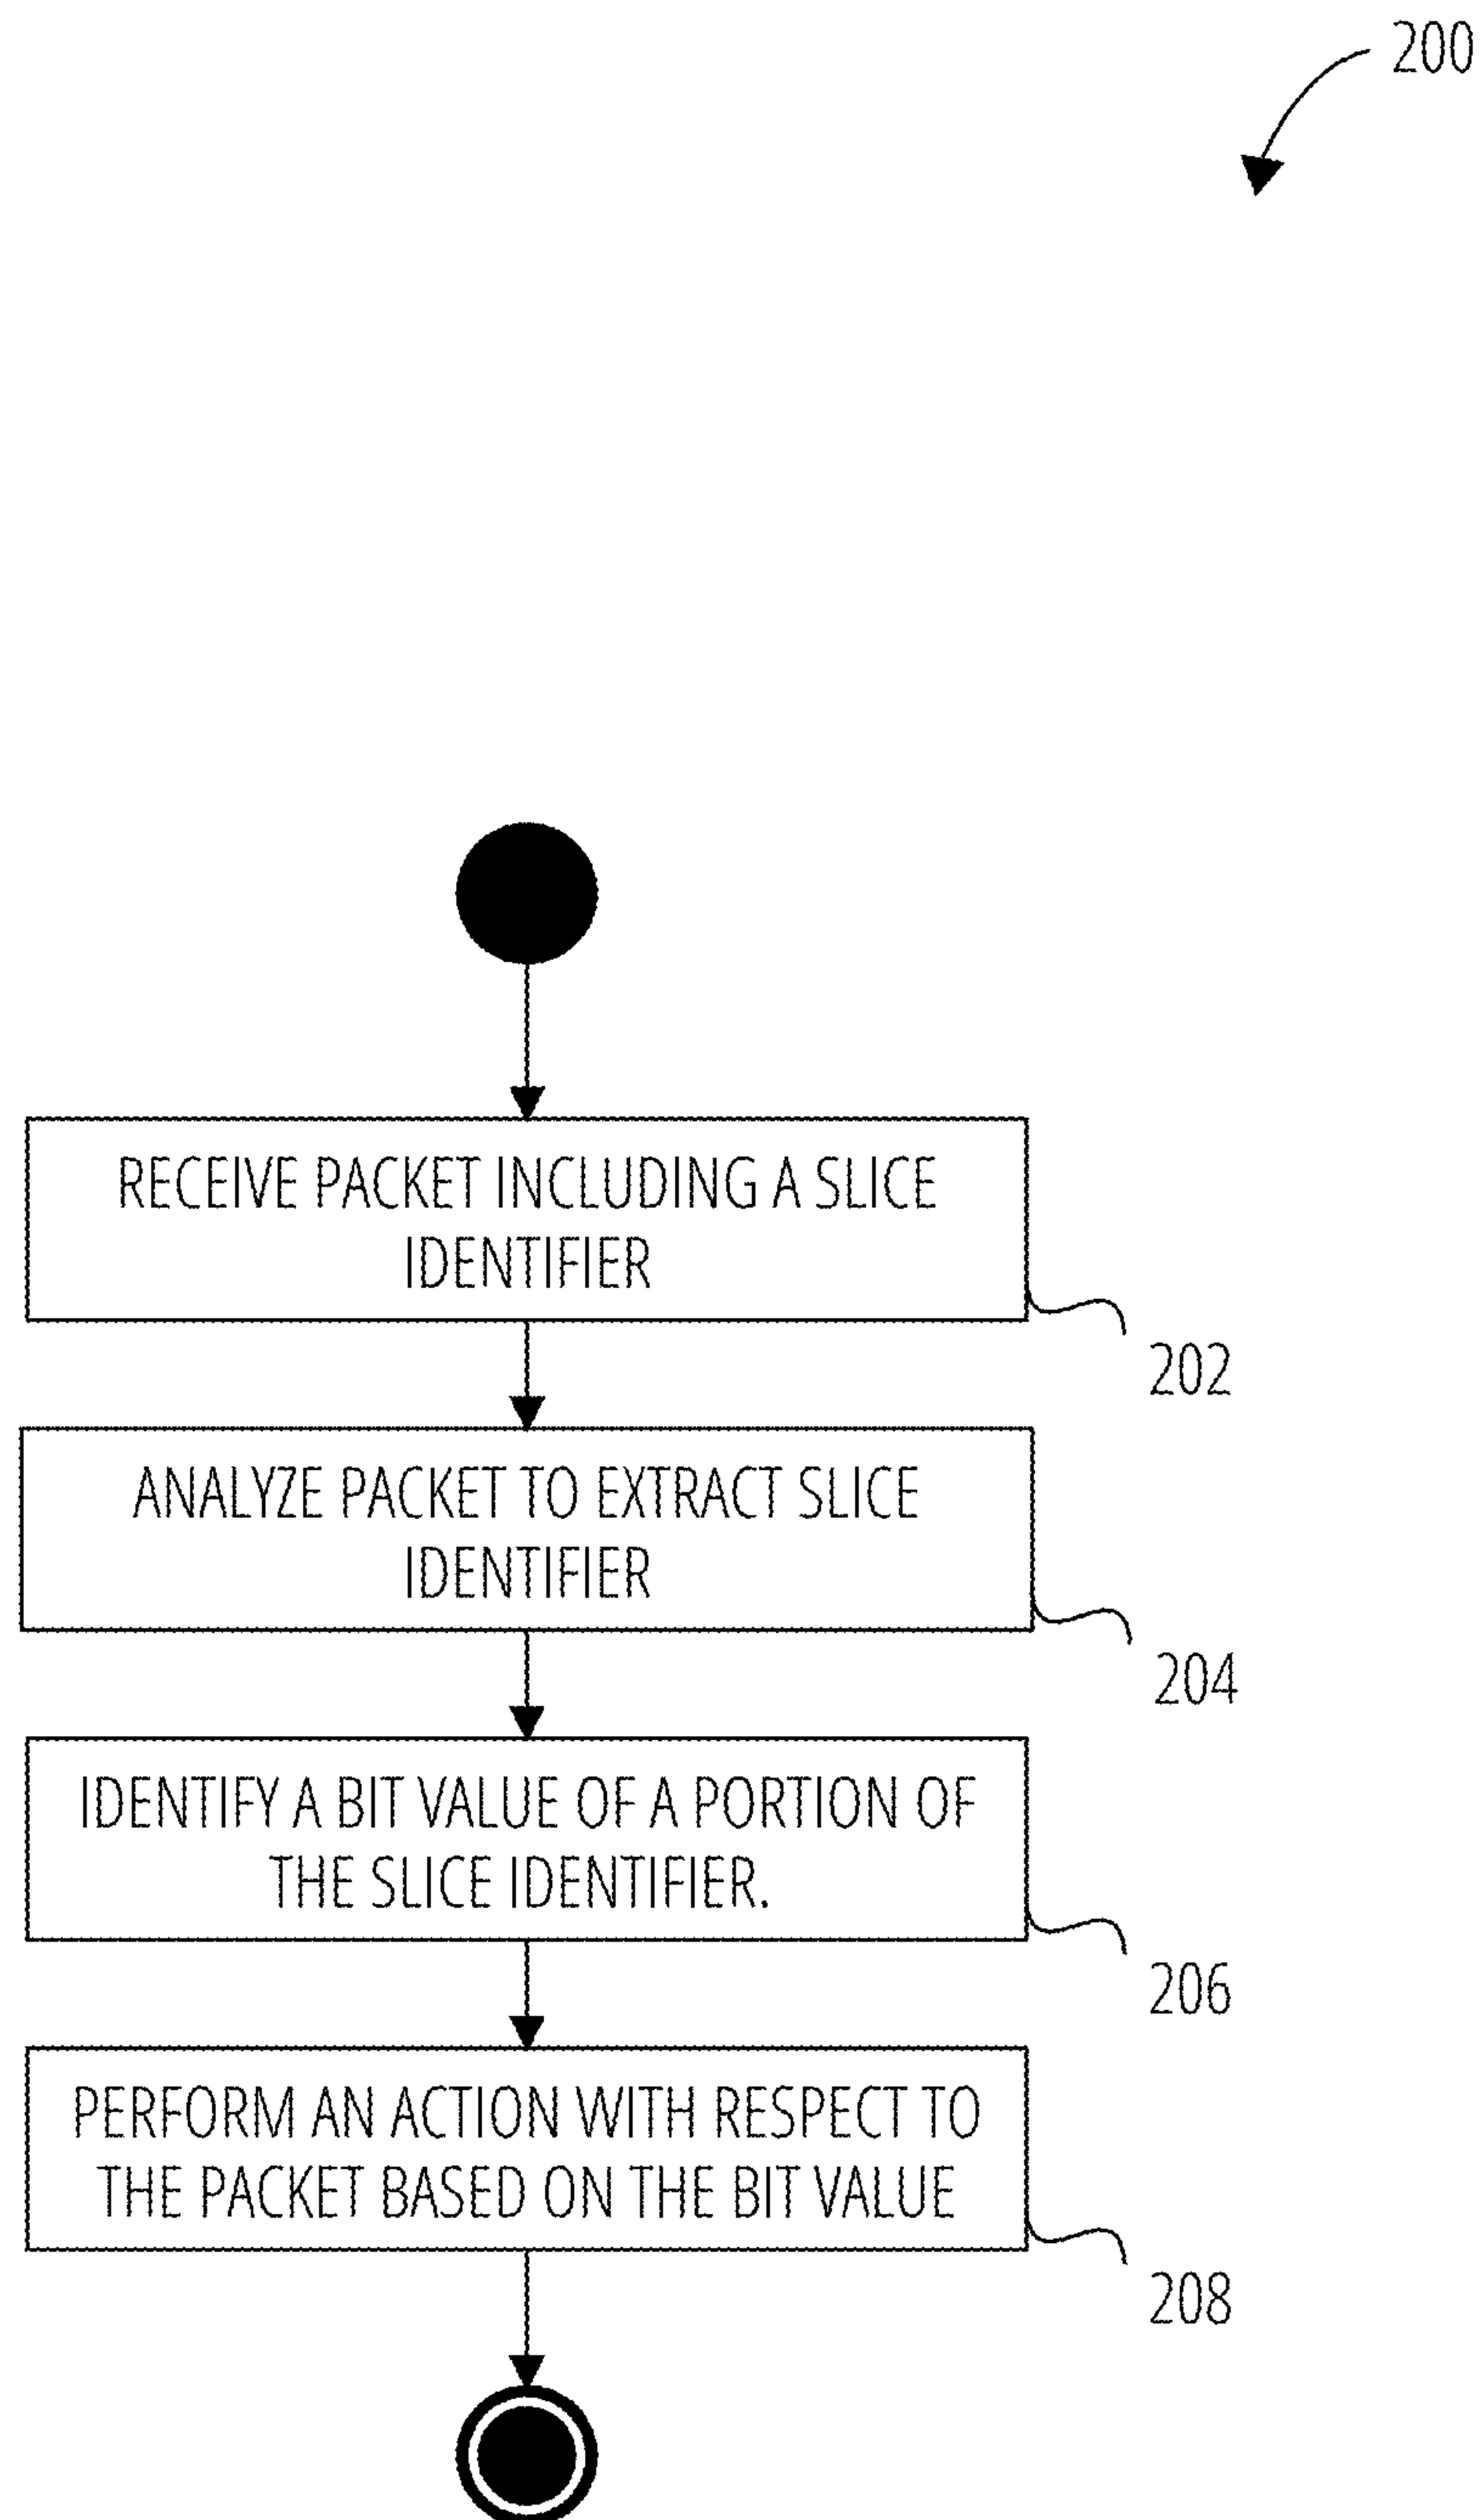 200
RECEIVE PACKET INCLUDING A SLICE
IDENTIFIER
202
ANALYZE PACKET TO EXTRACT SLICE
IDENTIFIER
204
IDENTIFY A BIT VALUE OF A PORTION OF
THE SLICE IDENTIFIER.
206
PERFORM AN ACTION WITH RESPECT TO
THE PACKET BASED ON THE BIT VALUE
208